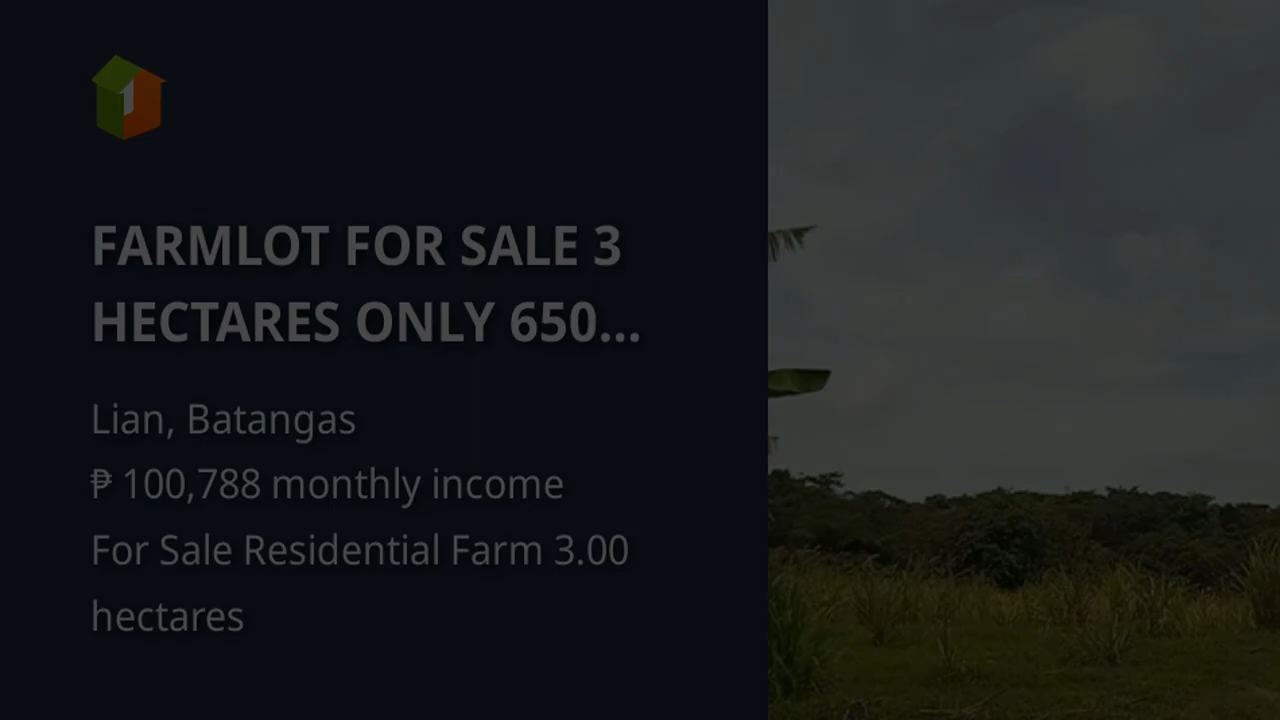 FARMLOT FOR SALE 3
HECTARES ONLY 650...
Lian, Batangas
₱ 100,788 monthly income
For Sale Residential Farm 3.00
hectares